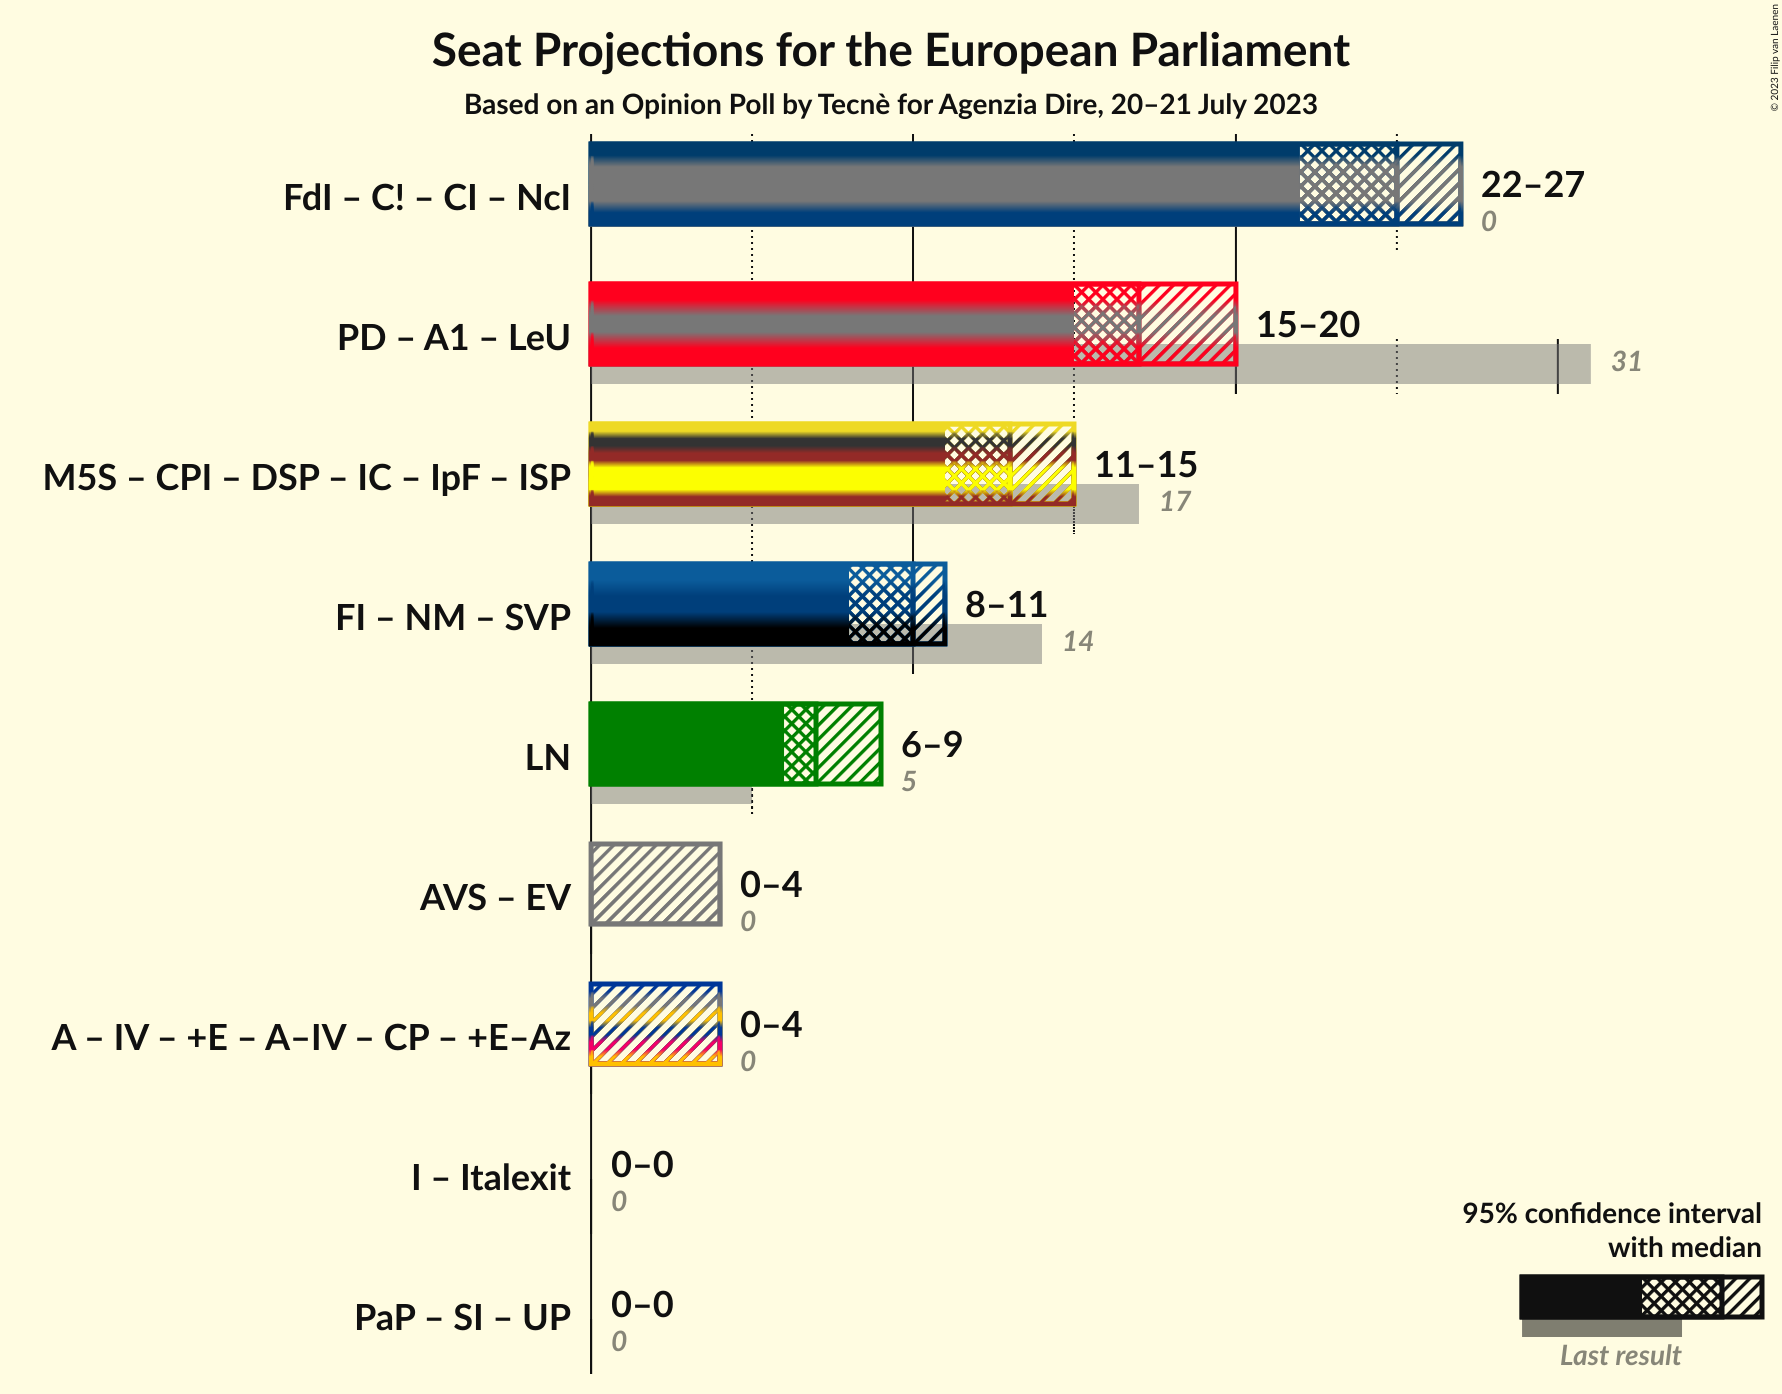 Seat Projections for the European Parliament
Based on an Opinion Poll by Tecnè for Agenzia Dire, 20–21 July 2023
© 2023 Filip van Laenen
FdI – C! – CI – NcI
22–27
0
PD – A1 – LeU
15–20
31
M5S – CPI – DSP – IC – IpF – ISP
11–15
17
FI – NM – SVP
8–11
14
LN
6–9
5
AVS – EV
0–4
0
A – IV – +E – A–IV – CP – +E–Az
0–4
0
I – Italexit
0–0
0
PaP – SI – UP
0–0
0
95% confidence interval
with median
Last result